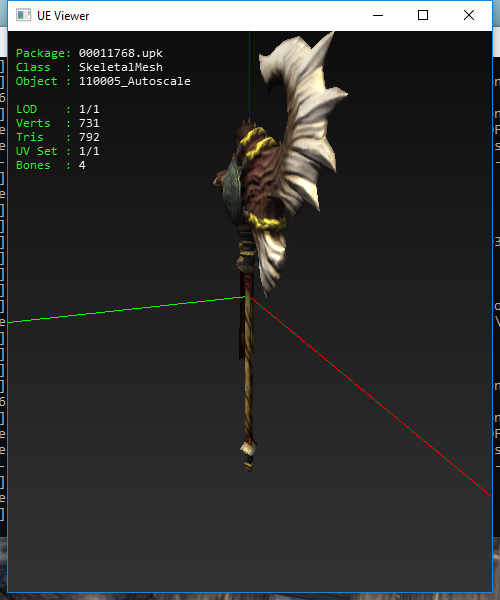 UE Viewer
Package: 00011768.upk
Class : SkeletalMesh
Object : 110005_Autoscale
LOD : 1/1
Verts : 731
Tris : 792
UV Set : 1/1
Bones : 4